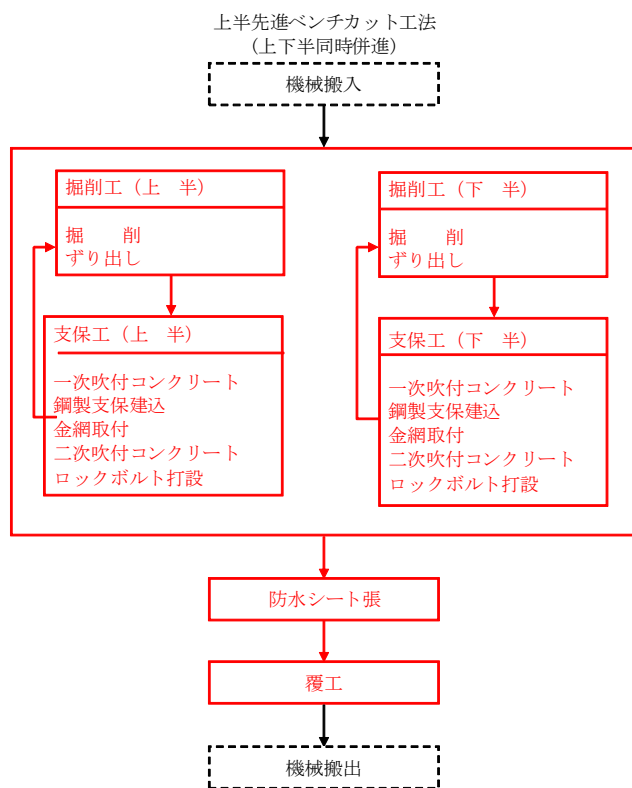 上半先進ベンチカット工法
(上下半同時併進)
機械搬入
掘削工（上　半）
掘　　削
ずり出し
支保工（上　半）
一次吹付コンクリート
鋼製支保建込
金網取付
二次吹付コンクリート
ロックボルト打設
掘削工（下　半）
掘　　削
ずり出し
支保工（下　半）
一次吹付コンクリート
鋼製支保建込
金網取付
二次吹付コンクリート
ロックボルト打設
防水シート張
覆工
機械搬出